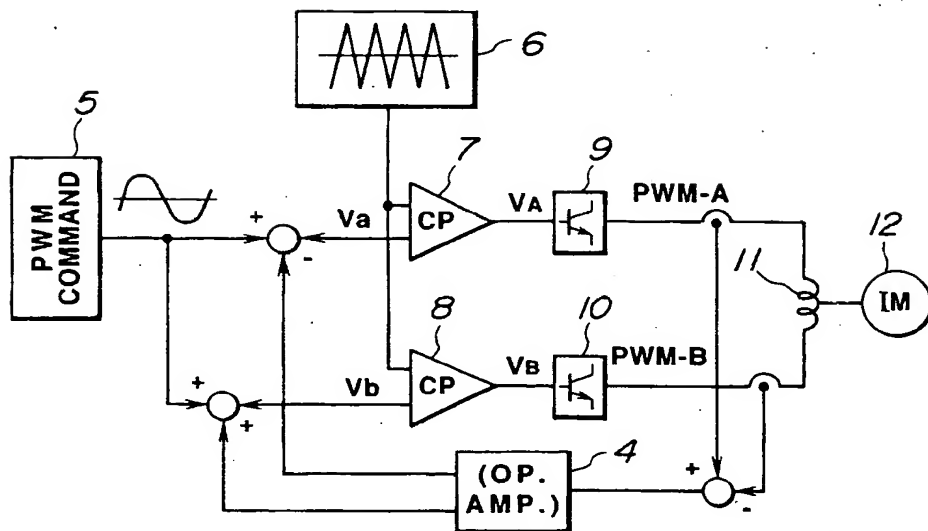 6
5
PWM
COMMAND
+
-
Va
7
CP
VA
9
PWM-A
11
12
IM
8
CP
VB
10
PWM-B
Vb
+
+
4
(OP.
AMP.)
+
-